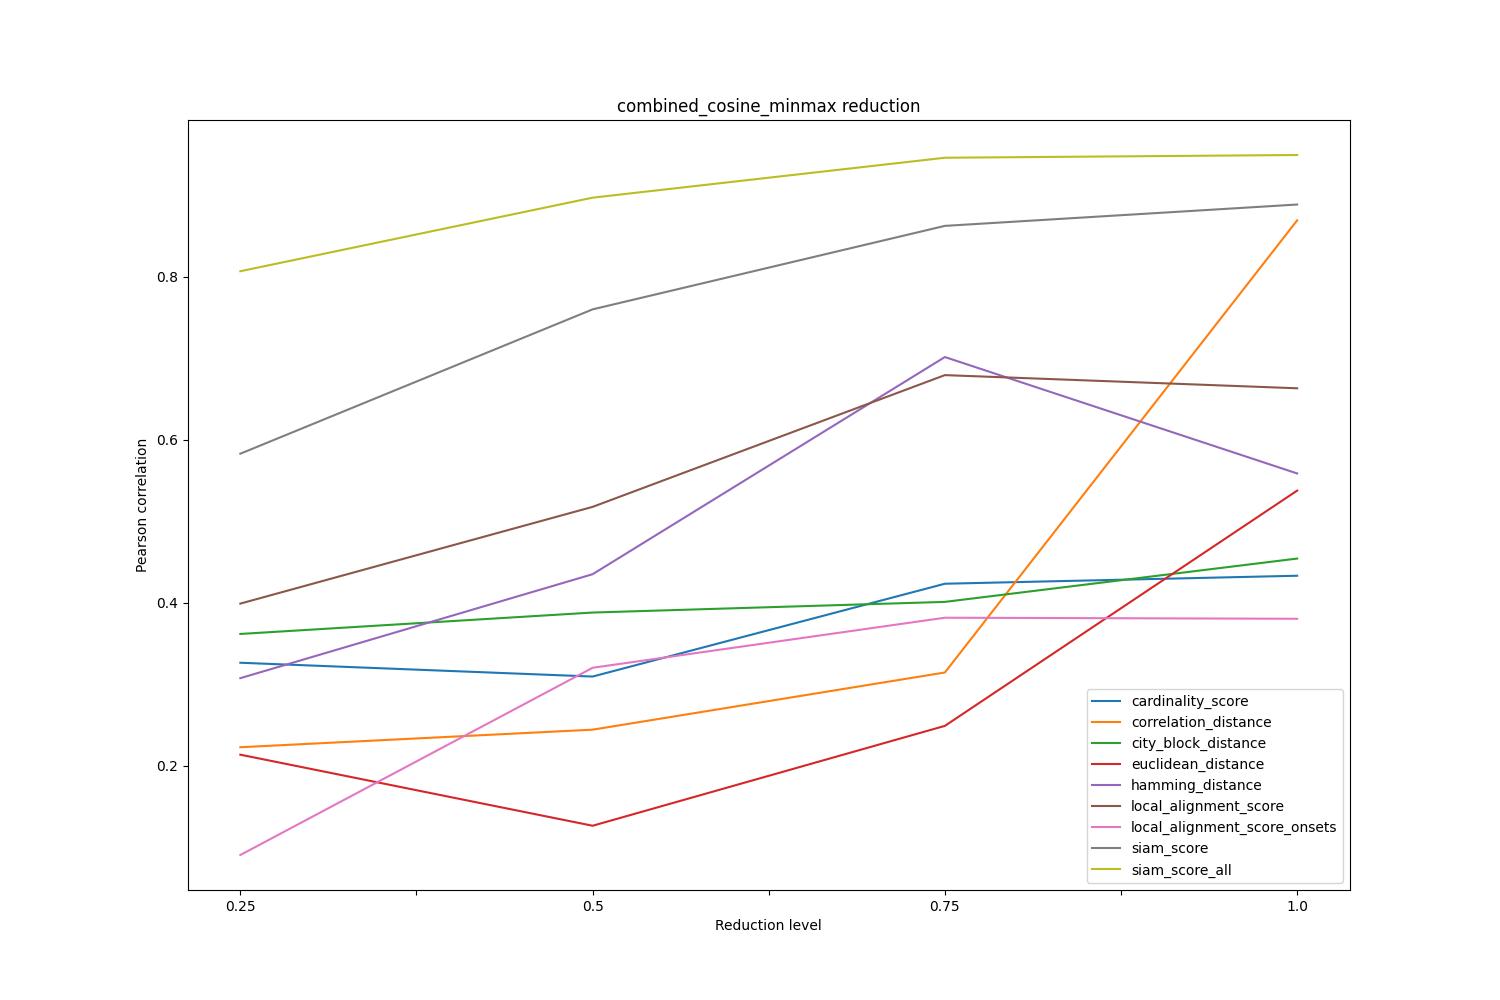 combined_cosine_minmax reduction
Pearson correlation
0.8
0.6
0.4
0.2
0.25
0.5
0.75
1.0
Reduction level
cardinality_score
correlation_distance
city_block_distance
euclidean_distance
hamming_distance
local_alignment_score
local_alignment_score_onsets
siam_score
siam_score_all